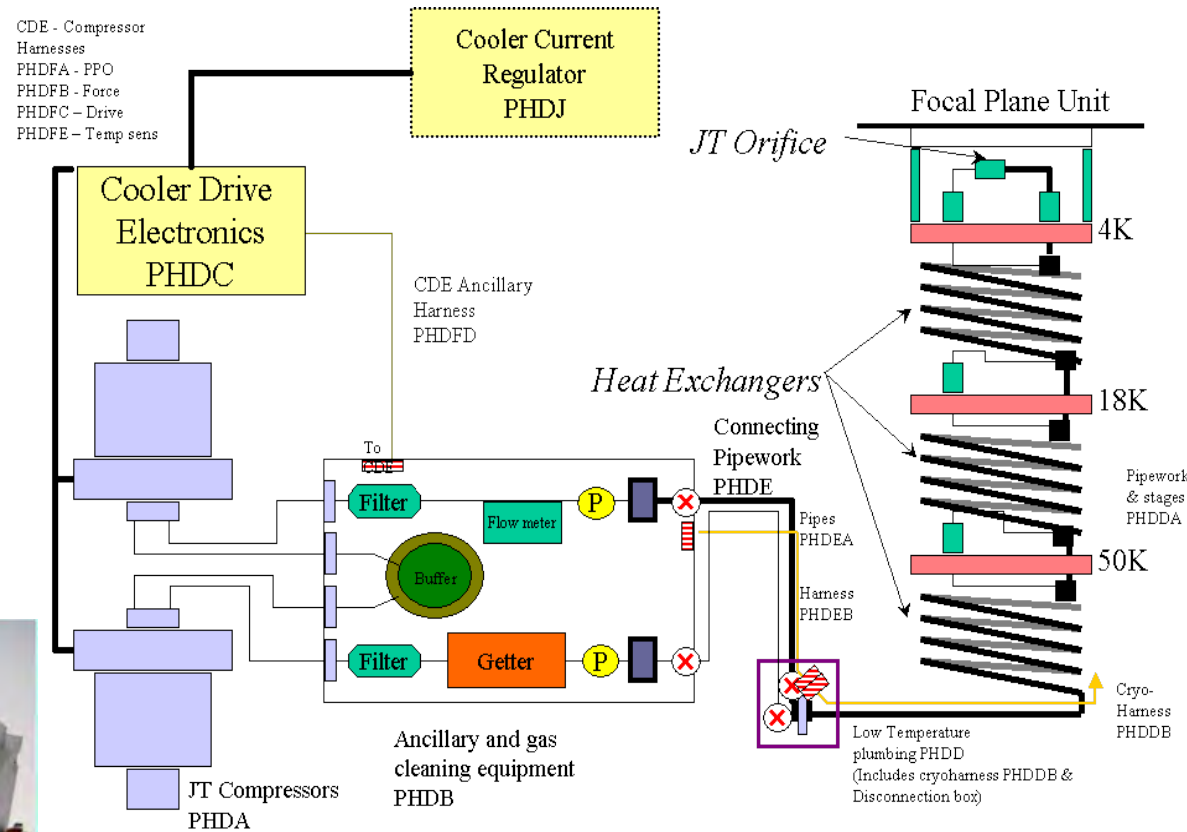 CDE - Compressor
Harnesses
PHDFA - PPO
PHDFB - Force
PHDFC – Drive
PHDFE – Temp sens
Cooler Current
Regulator
PHDJ
Cooler Drive
Electronics
PHDC
CDE Ancillary
Harness
PHDFD
Focal Plane Unit
JT Orifice
4K
Heat Exchangers
18K
50K
Pipework
& stages
PHDDA
Connecting
Pipework
PHDE
Pipes
PHDEA
Harness
PHDEB
To
CDE
Filter
Flow meter
P
Buffer
Filter
Getter
P
Cryo-
Harness
PHDDB
Low Temperature
plumbing PHDD
(Includes cryoharness PHDDB &
Disconnection box)
Ancillary and gas
cleaning equipment
PHDB
JT Compressors
PHDA